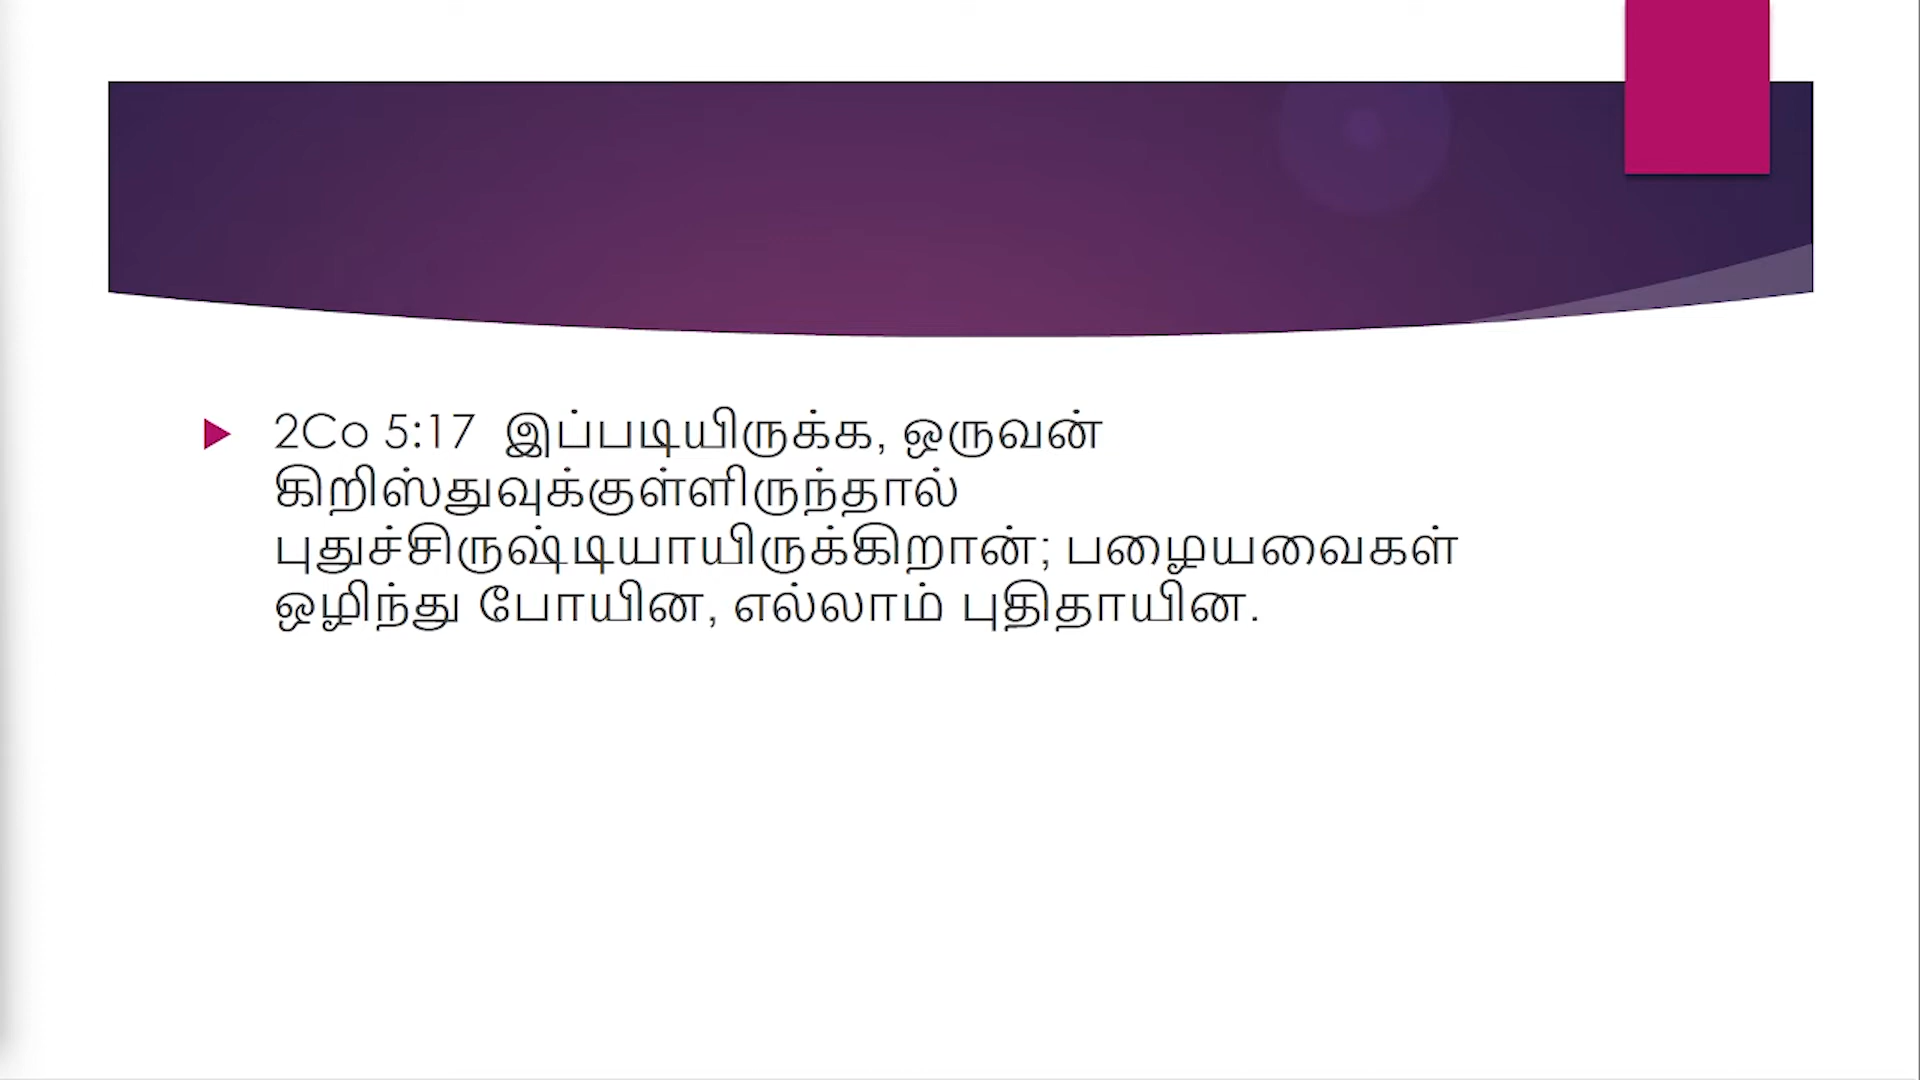 2Co 5:17  இப்படியிருக்க, ஒருவன்
கிறிஸ்துவுக்குள்ளிருந்தால்
புதுச்சிருஷ்டியாயிருக்கிறான்; பழையவைகள்
ஒழிந்து போயின, எல்லாம் புதிதாயின.